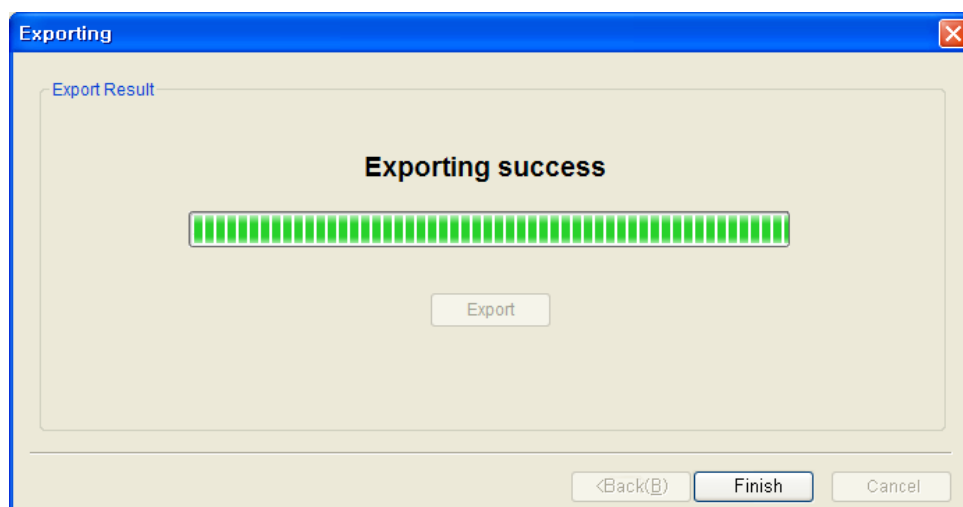 Exporting
Export Result
Exporting success
Export
<Back(B)
Finish
Cancel